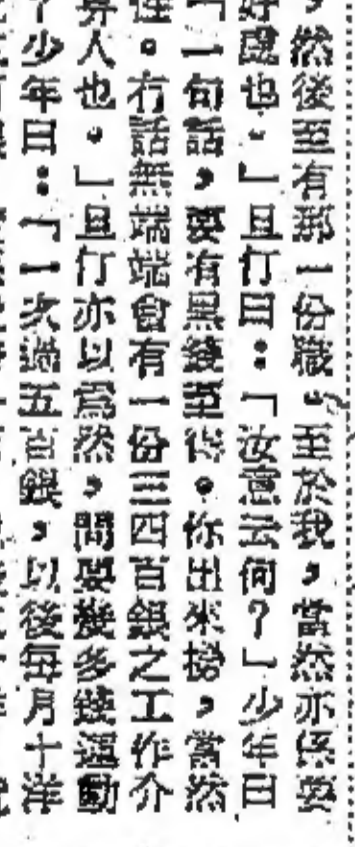 ，然後至有那一份職。至於我，當然亦係要
好處也。」且打曰：「汝意云何？」少年曰
「一句話，要有黑錢至得。你出來撈，當然
。冇話無端端會有一份三四百銀之工作介
人也。」且打亦以爲然，問要幾多錢運動
少年曰：「一次過五百銀，以後每月十洋